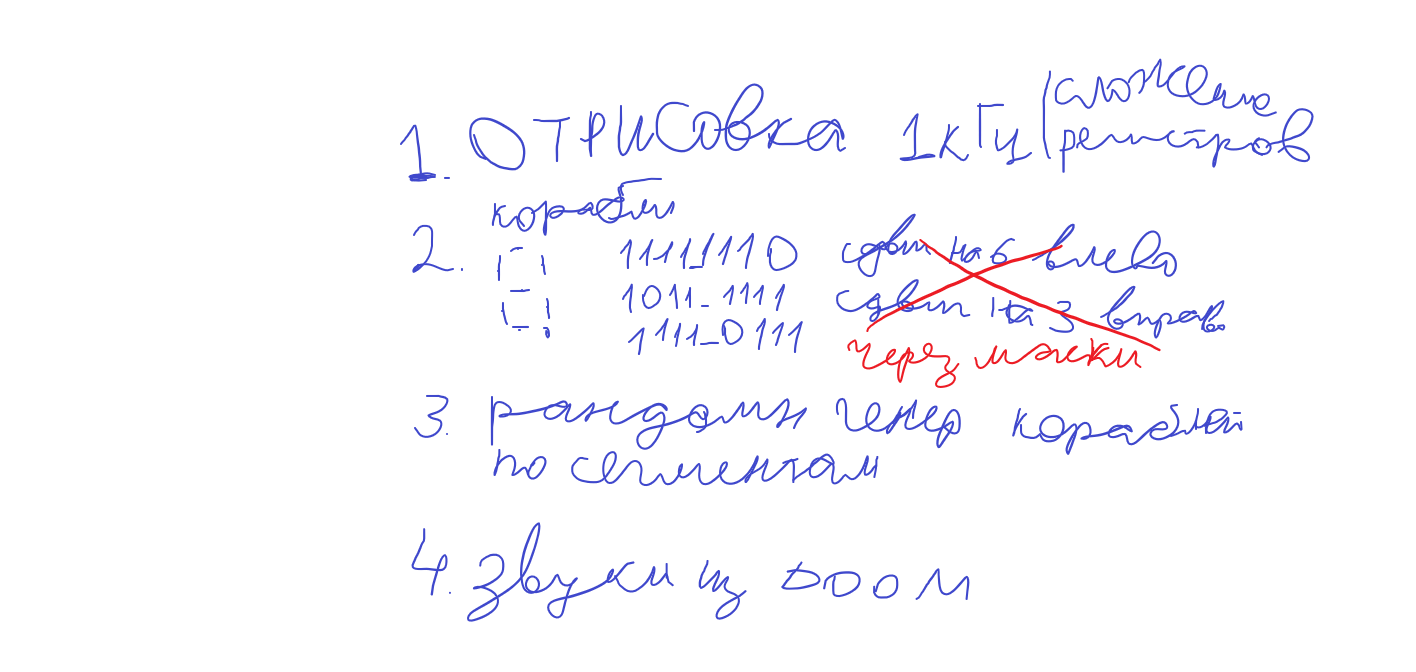 1. ОТРИСОВКА 1кГц сложение
регистров
корабли
2. 1111_1110 сдвиг на 6 влево
1011_1111 сдвиг на 3 вправо
1111_0111
через маски
3. рандомн генер кораблей
по сегментам
4. звуки из DOOM